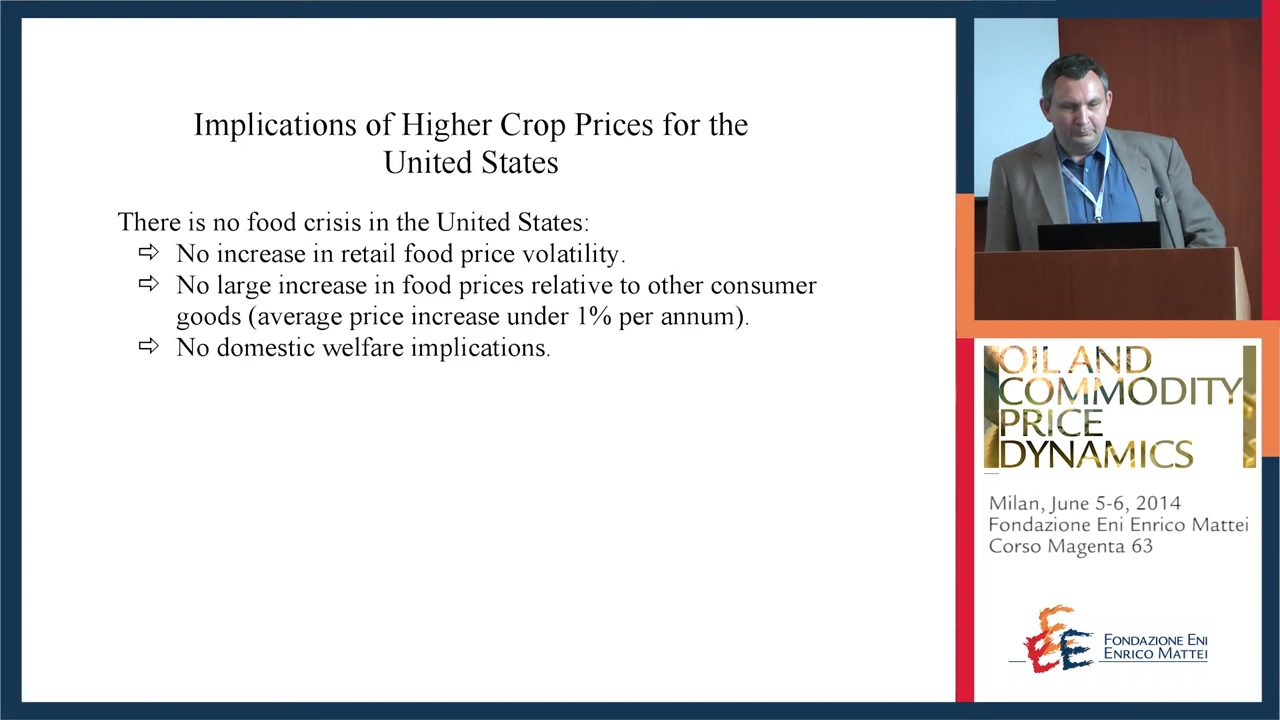 Implications of Higher Crop Prices for the
United States
There is no food crisis in the United States:
⇨ No increase in retail food price volatility.
⇨ No large increase in food prices relative to other consumer
goods (average price increase under 1% per annum).
⇨ No domestic welfare implications.
OIL AND
COMMODITY
PRICE
DYNAMICS
Milan, June 5-6, 2014
Fondazione Eni Enrico Mattei
Corso Magenta 63
FONDAZIONE ENI
ENRICO MATTEI